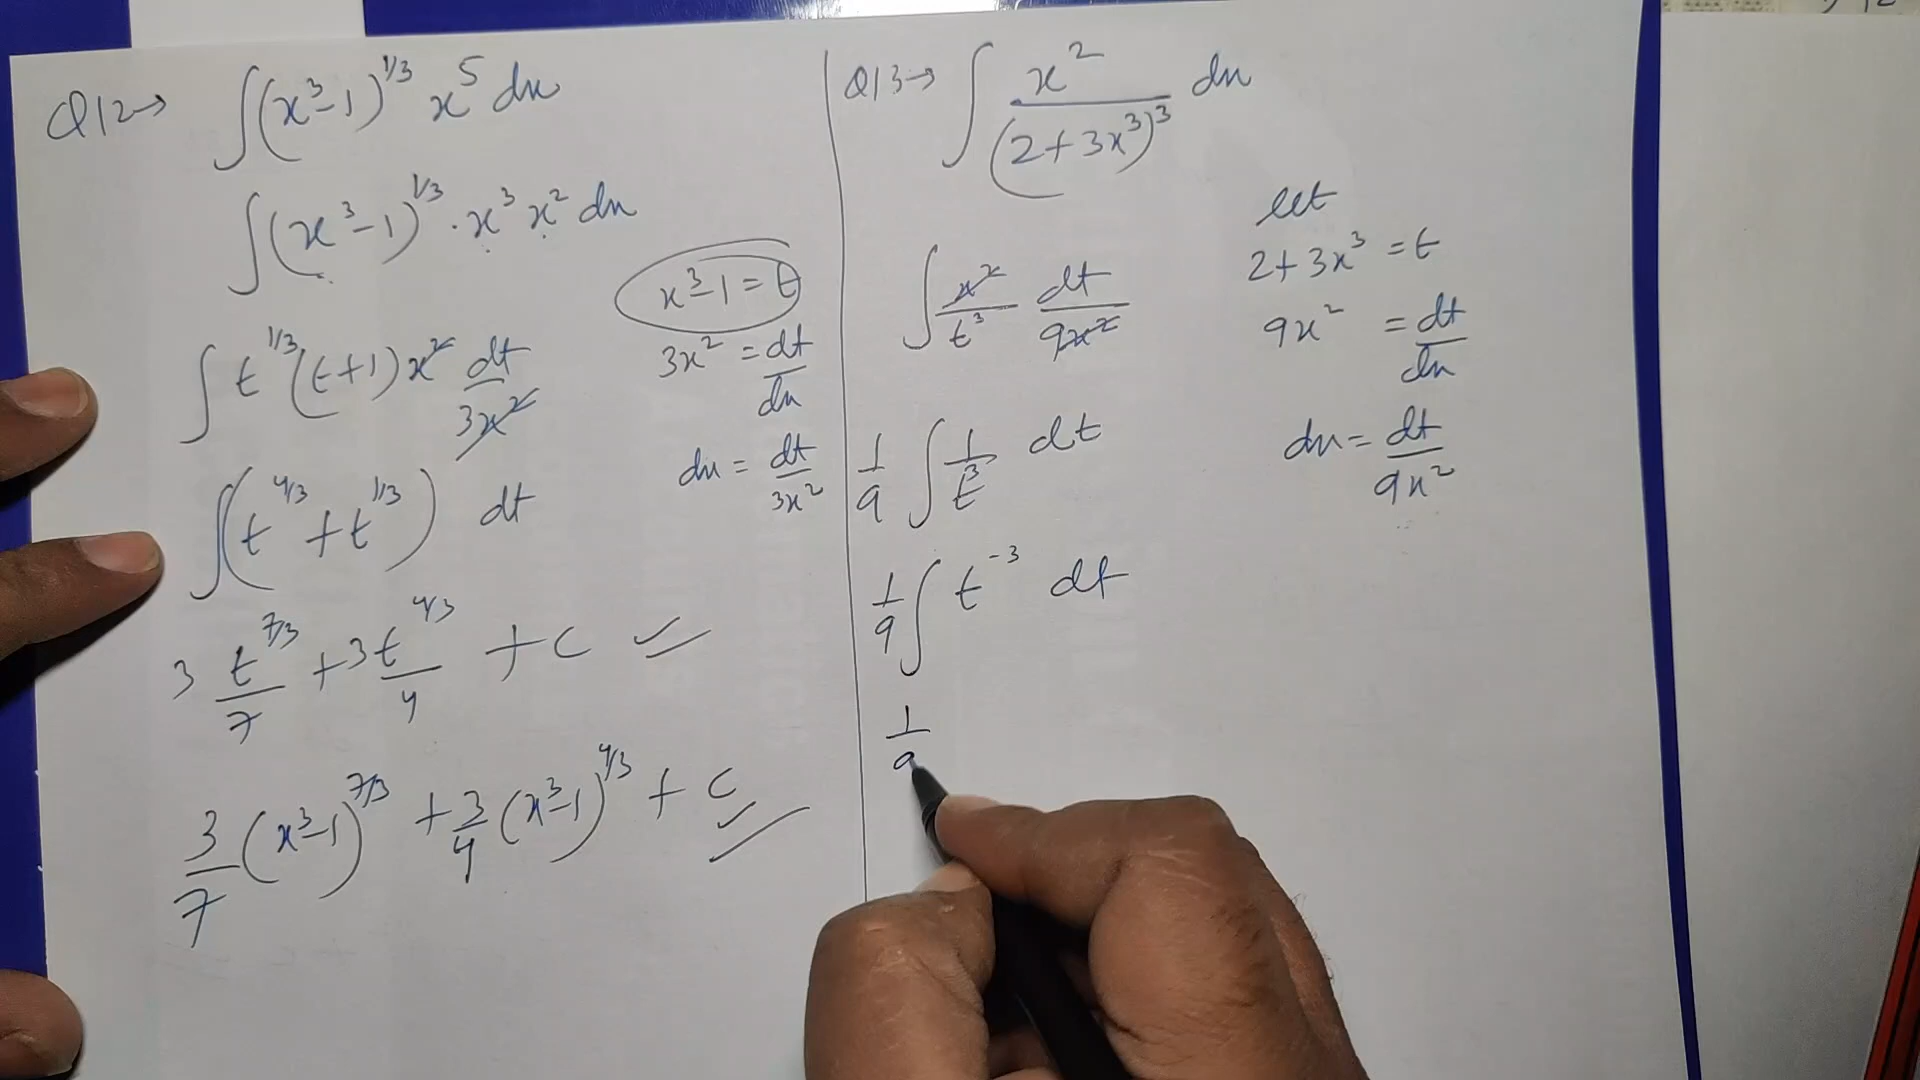 Q12→ ∫(x³-1)^1/3 x⁵ dx
∫(x³-1)^1/3 · x³ x² dx
x³-1 = t
3x² = dt/dx
dx = dt/3x²
∫ t^1/3 (t+1) x² dt/3x²
∫(t^4/3 + t^1/3) dt
3 t^7/3/7 + 3 t^4/3/4 + c
3/7 (x³-1)^7/3 + 3/4 (x³-1)^4/3 + c
Q13→ ∫ x²/(2+3x³)³ dx
let
2+3x³ = t
9x² = dt/dx
dx = dt/9x²
∫ x²/t³ dt/9x²
1/9 ∫ 1/t³ dt
1/9 ∫ t^-3 dt
1/9